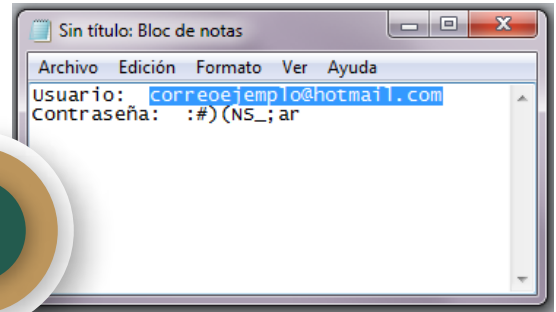 Sin título: Bloc de notas
Archivo Edición Formato Ver Ayuda
Usuario: correoejemplo@hotmail.com
Contraseña: :#)(NS_;ar